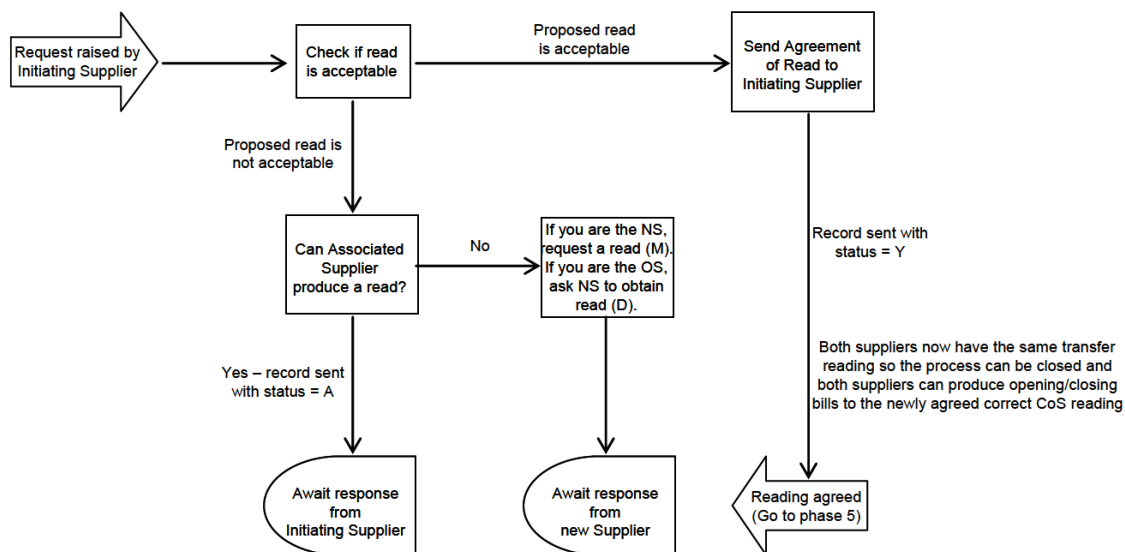 Request raised by
Initiating Supplier
Check if read
is acceptable
Proposed read
is acceptable
Send Agreement
of Read to
Initiating Supplier
Proposed read is
not acceptable
Can Associated
Supplier
produce a read?
No
If you are the NS,
request a read (M).
If you are the OS,
ask NS to obtain
read (D).
Record sent with
status = Y
Yes – record sent
with status = A
Both suppliers now have the same transfer
reading so the process can be closed and
both suppliers can produce opening/closing
bills to the newly agreed correct CoS reading
Await response
from
Initiating Supplier
Await response
from
new Supplier
Reading agreed
(Go to phase 5)